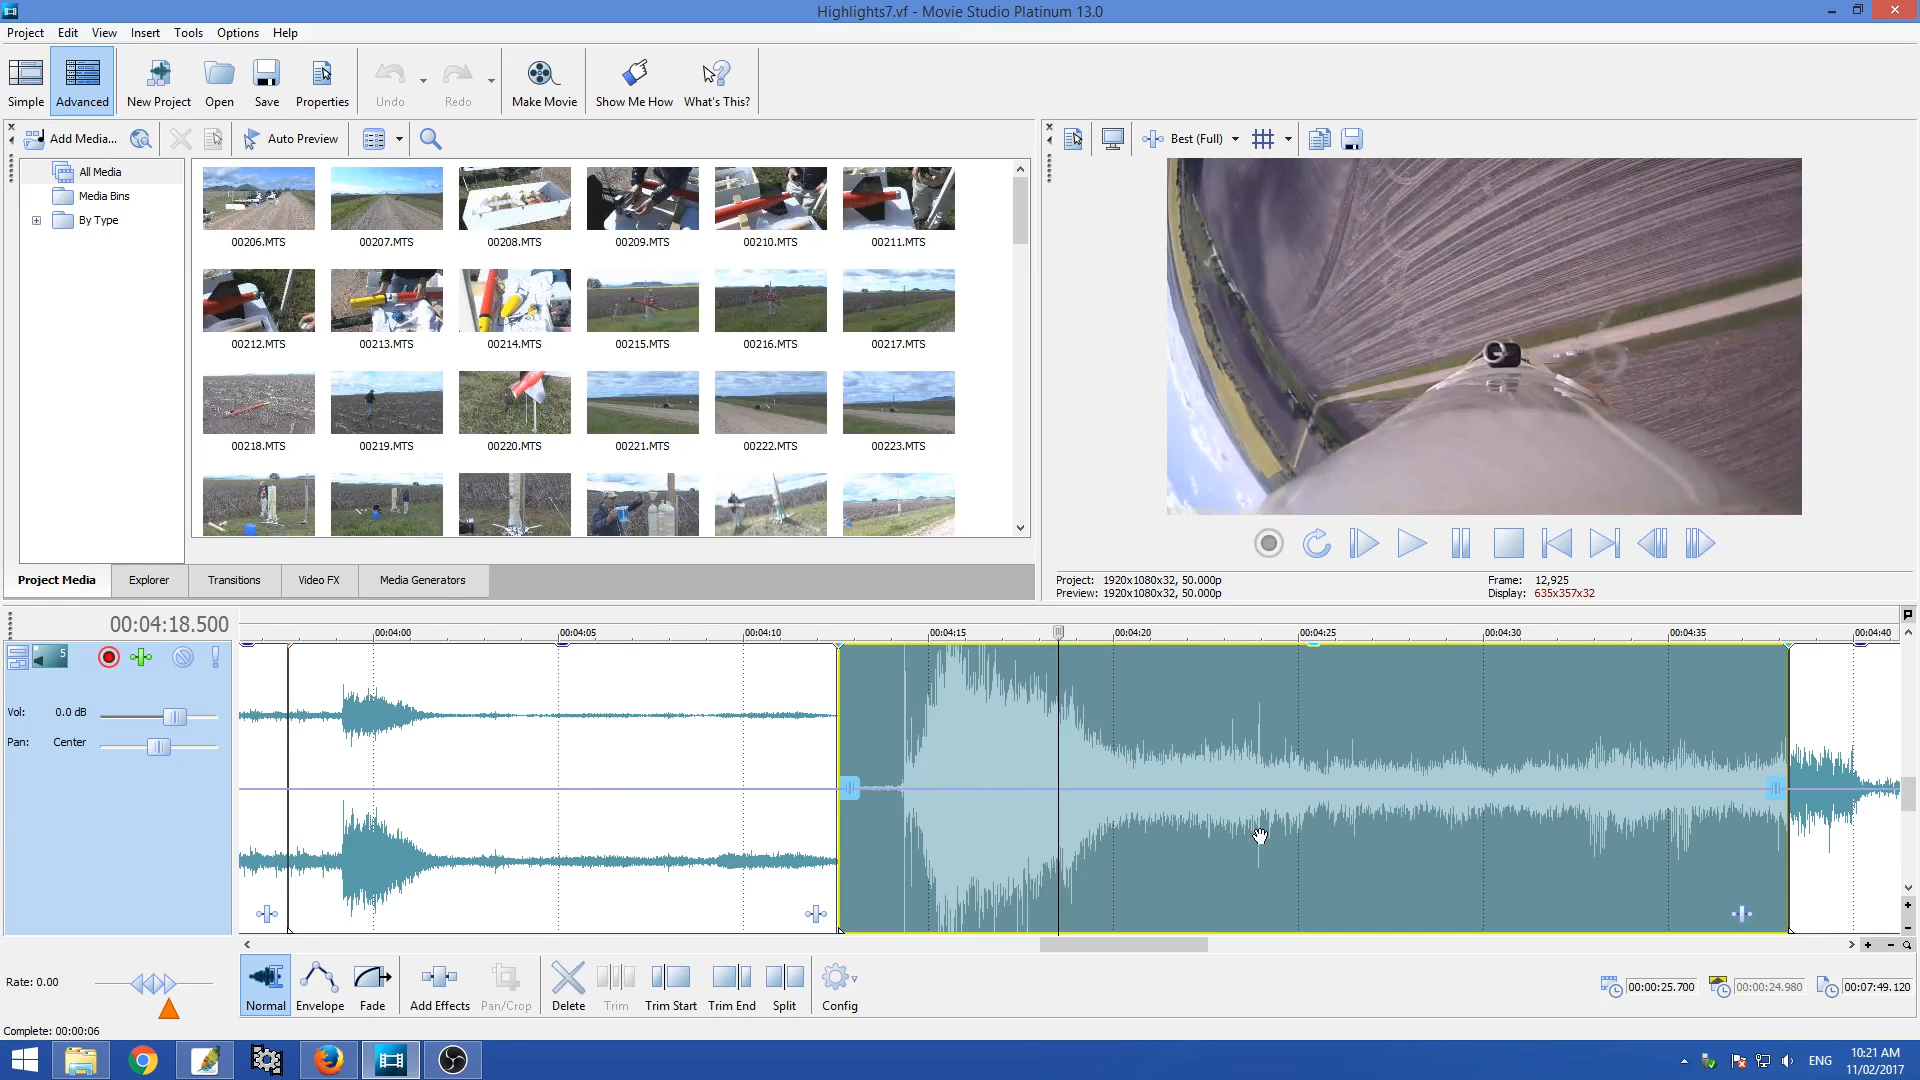 Highlights7.vf - Movie Studio Platinum 13.0
Project Edit View Insert Tools Options Help
Simple Advanced New Project Open Save Properties Undo Redo Make Movie Show Me How What's This?
Add Media... Auto Preview Best (Full)
All Media
Media Bins
By Type
00206.MTS 00207.MTS 00208.MTS 00209.MTS 00210.MTS 00211.MTS
00212.MTS 00213.MTS 00214.MTS 00215.MTS 00216.MTS 00217.MTS
00218.MTS 00219.MTS 00220.MTS 00221.MTS 00222.MTS 00223.MTS
Project Media Explorer Transitions Video FX Media Generators
Project: 1920x1080x32, 50.000p Frame: 12,925
Preview: 1920x1080x32, 50.000p Display: 635x357x32
00:04:18.500
00:04:00 00:04:05 00:04:10 00:04:15 00:04:20 00:04:25 00:04:30 00:04:35 00:04:40
5
Vol: 0.0 dB
Pan: Center
Rate: 0.00
Normal Envelope Fade Add Effects Pan/Crop Delete Trim Trim Start Trim End Split Config
00:00:25.700 00:00:24.980 00:07:49.120
Complete: 00:00:06
ENG 10:21 AM
11/02/2017